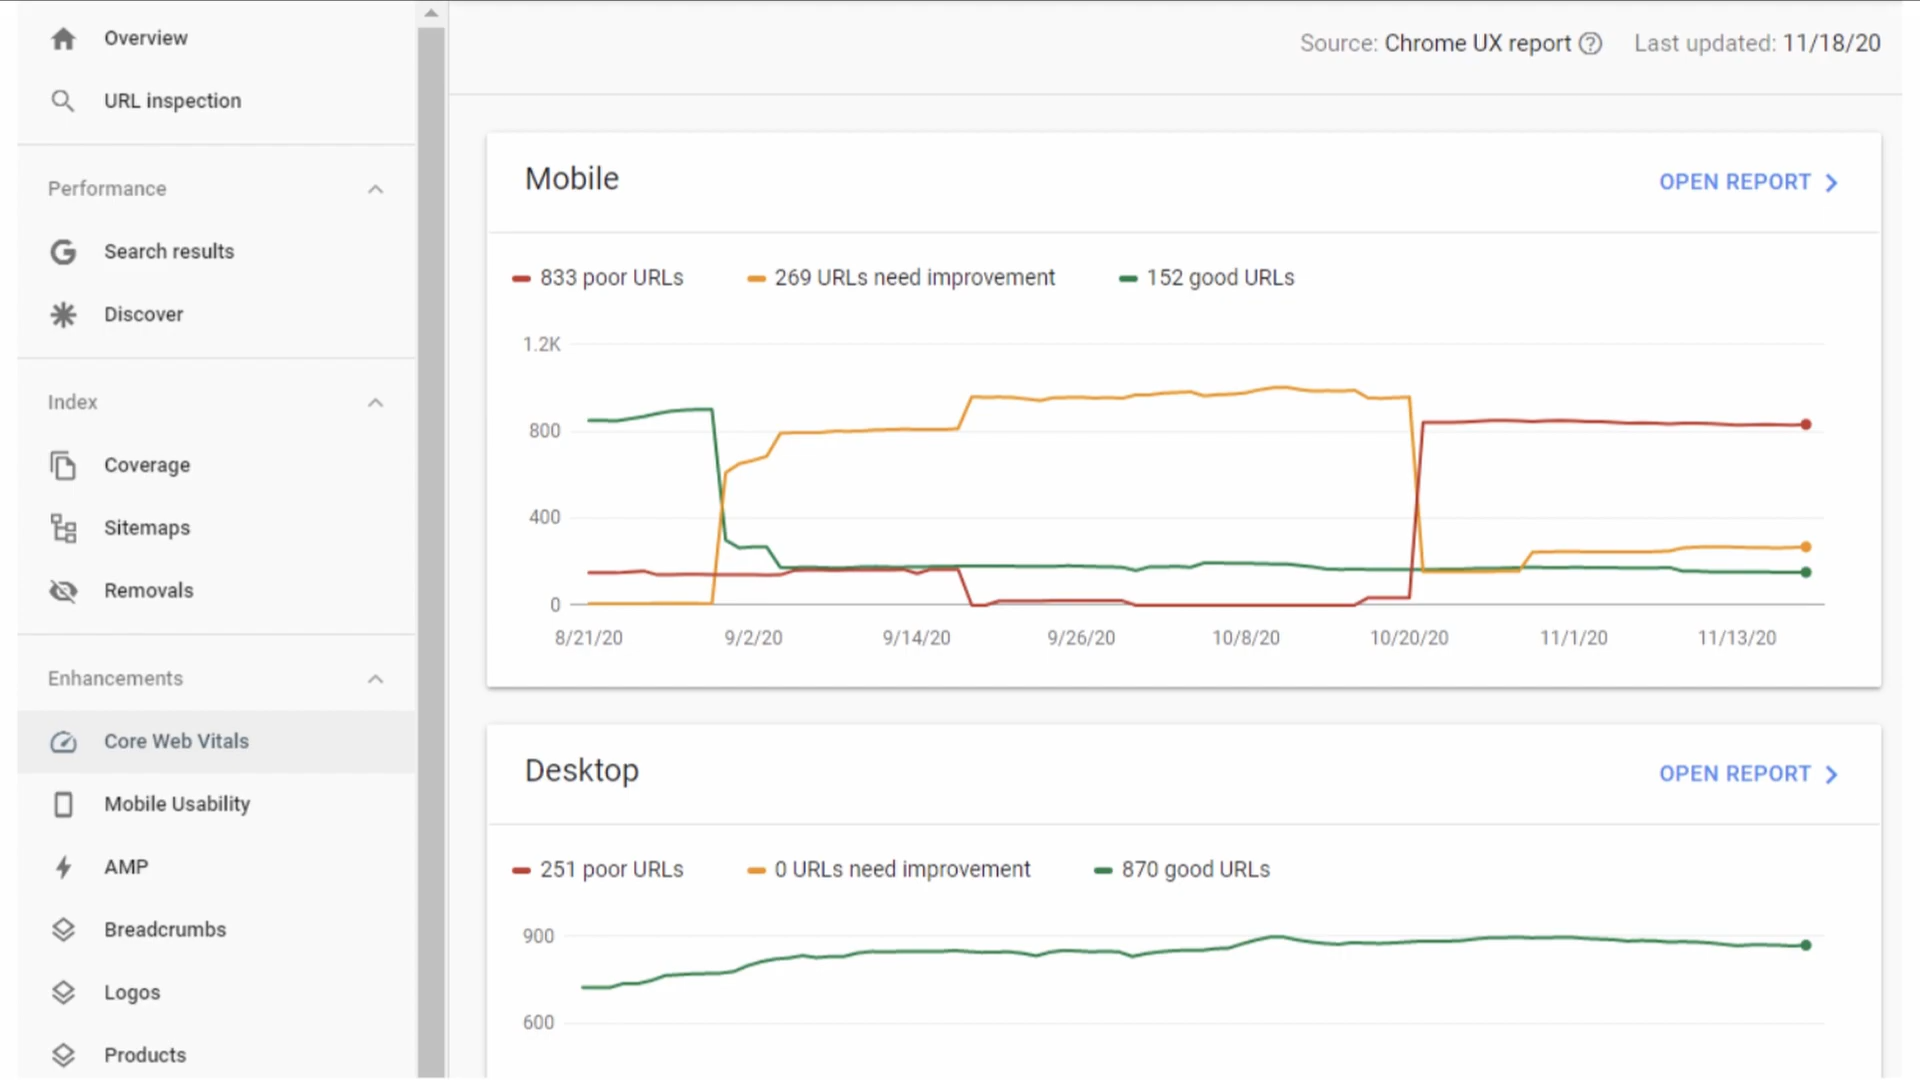 Overview
URL inspection
Performance
Search results
Discover
Index
Coverage
Sitemaps
Removals
Enhancements
Core Web Vitals
Mobile Usability
AMP
Breadcrumbs
Logos
Products
Source: Chrome UX report ? Last updated: 11/18/20
Mobile
OPEN REPORT
833 poor URLs 269 URLs need improvement 152 good URLs
1.2K
800
400
0
8/21/20 9/2/20 9/14/20 9/26/20 10/8/20 10/20/20 11/1/20 11/13/20
Desktop
OPEN REPORT
251 poor URLs 0 URLs need improvement 870 good URLs
900
600